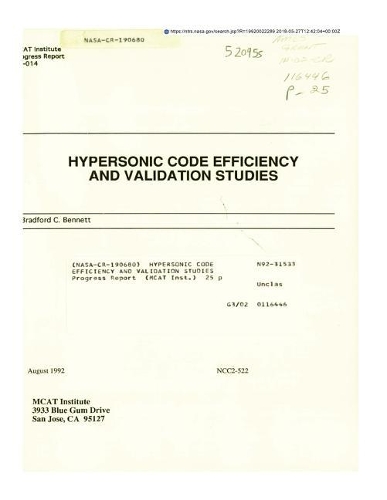 https://ntrs.nasa.gov/search.jsp?R=19920022289 2018-05-27T12:42:04+00:00Z
NASA-CR-190680
CAT Institute
ogress Report
-014
520955
116446
P-25
HYPERSONIC CODE EFFICIENCY
AND VALIDATION STUDIES
Bradford C. Bennett
(NASA-CR-190680) HYPERSONIC CODE N92-31533
EFFICIENCY AND VALIDATION STUDIES
Progress Report (MCAT Inst.) 25 p
Unclas
G3/02 0116446
August 1992 NCC2-522
MCAT Institute
3933 Blue Gum Drive
San Jose, CA 95127